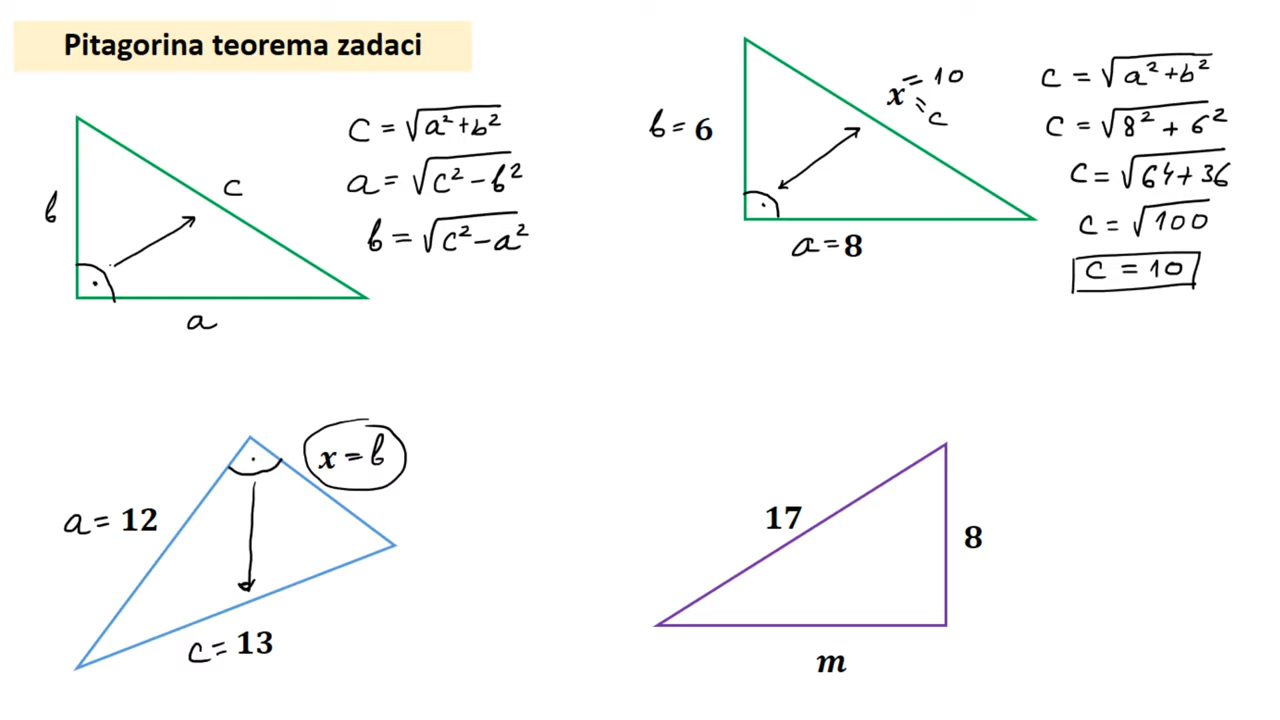 Pitagorina teorema zadaci
b
c
a
c = √a²+b²
a = √c²-b²
b = √c²-a²
b = 6
x = 10
= c
a = 8
c = √a²+b²
c = √8²+6²
c = √64+36
c = √100
c = 10
a = 12
x = b
c = 13
17
8
m